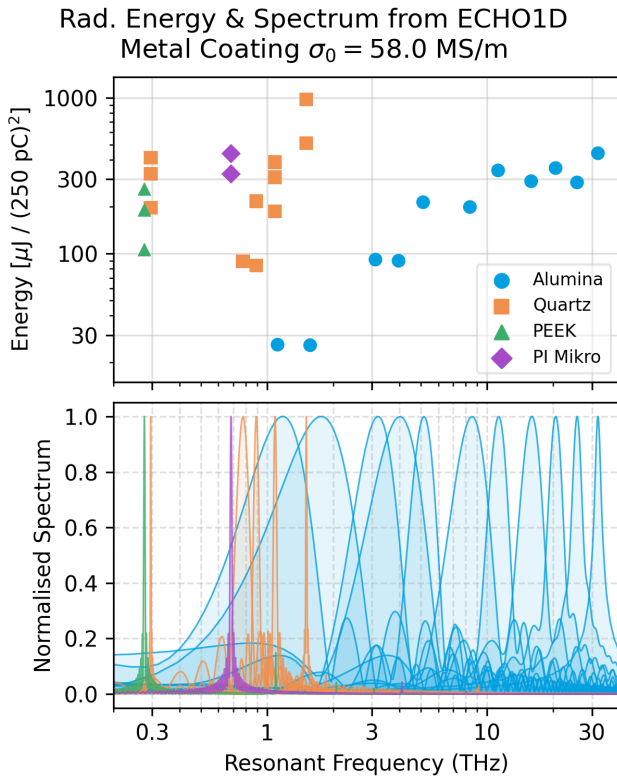 Rad. Energy & Spectrum from ECHO1D
Metal Coating σ₀ = 58.0 MS/m
Energy [μJ / (250 pC)²]
1000
300
100
30
Alumina
Quartz
PEEK
PI Mikro
Normalised Spectrum
1.0
0.8
0.6
0.4
0.2
0.0
0.3 1 3 10 30
Resonant Frequency (THz)